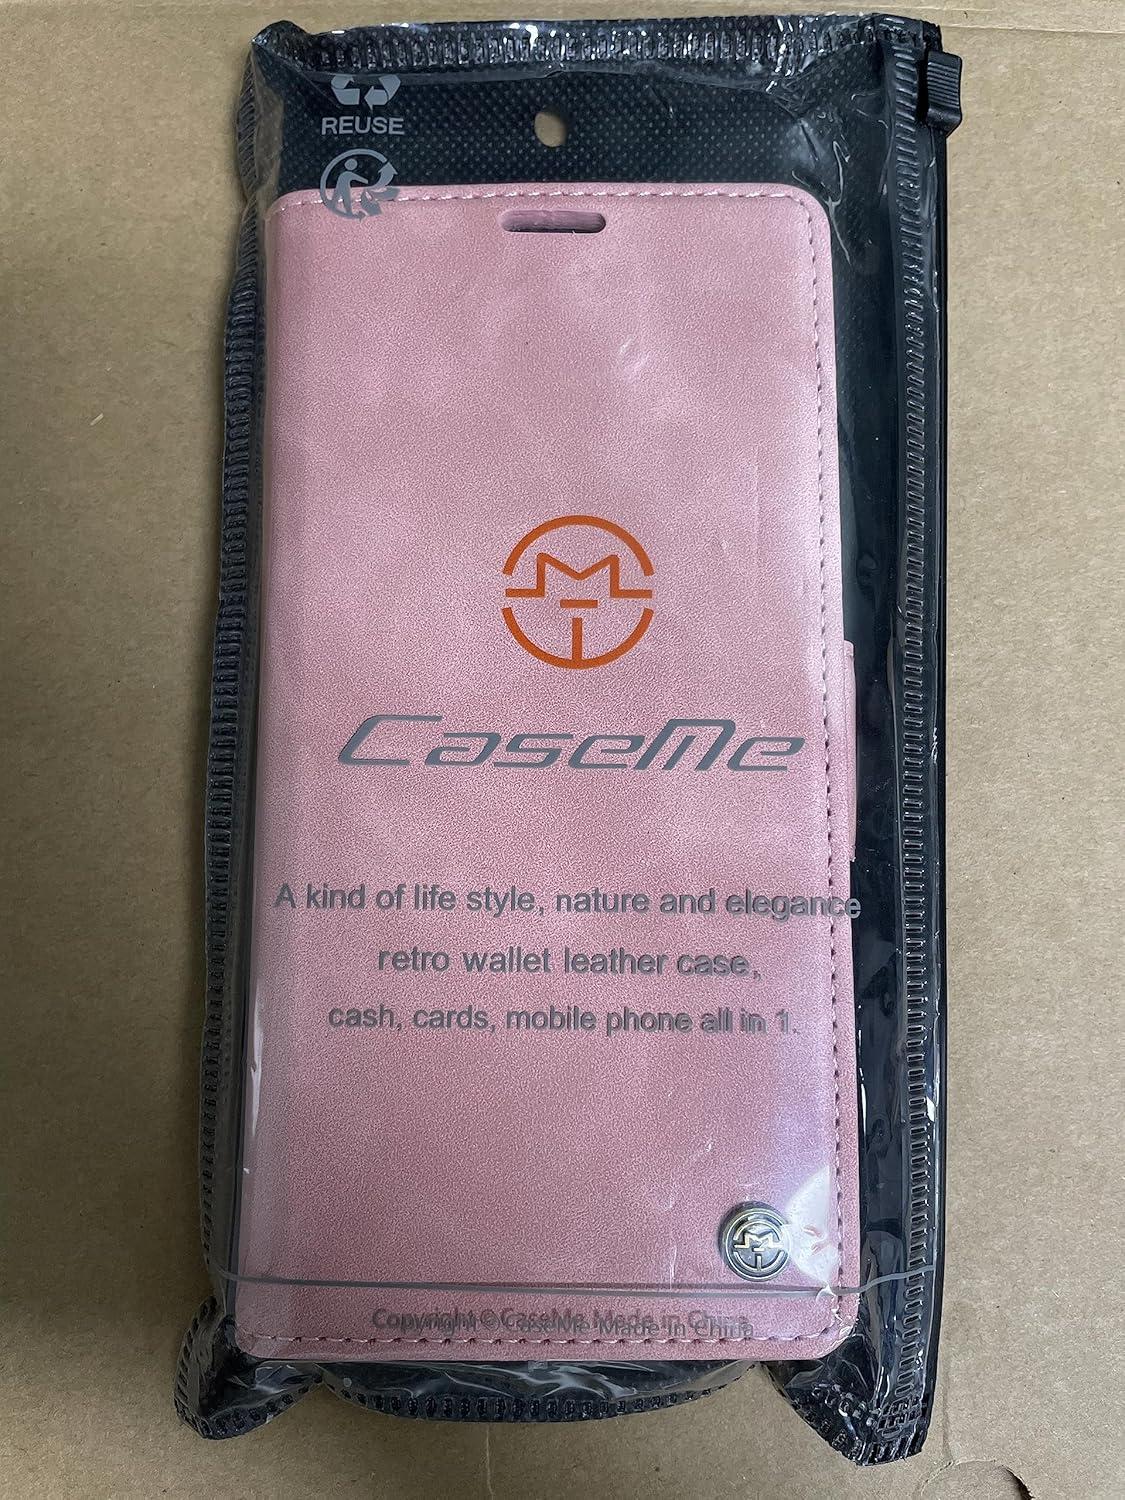 REUSE
CaseMe
A kind of life style, nature and elegance
retro wallet leather case,
cash, cards, mobile phone all in 1.
Copyright © CaseMe Made in China